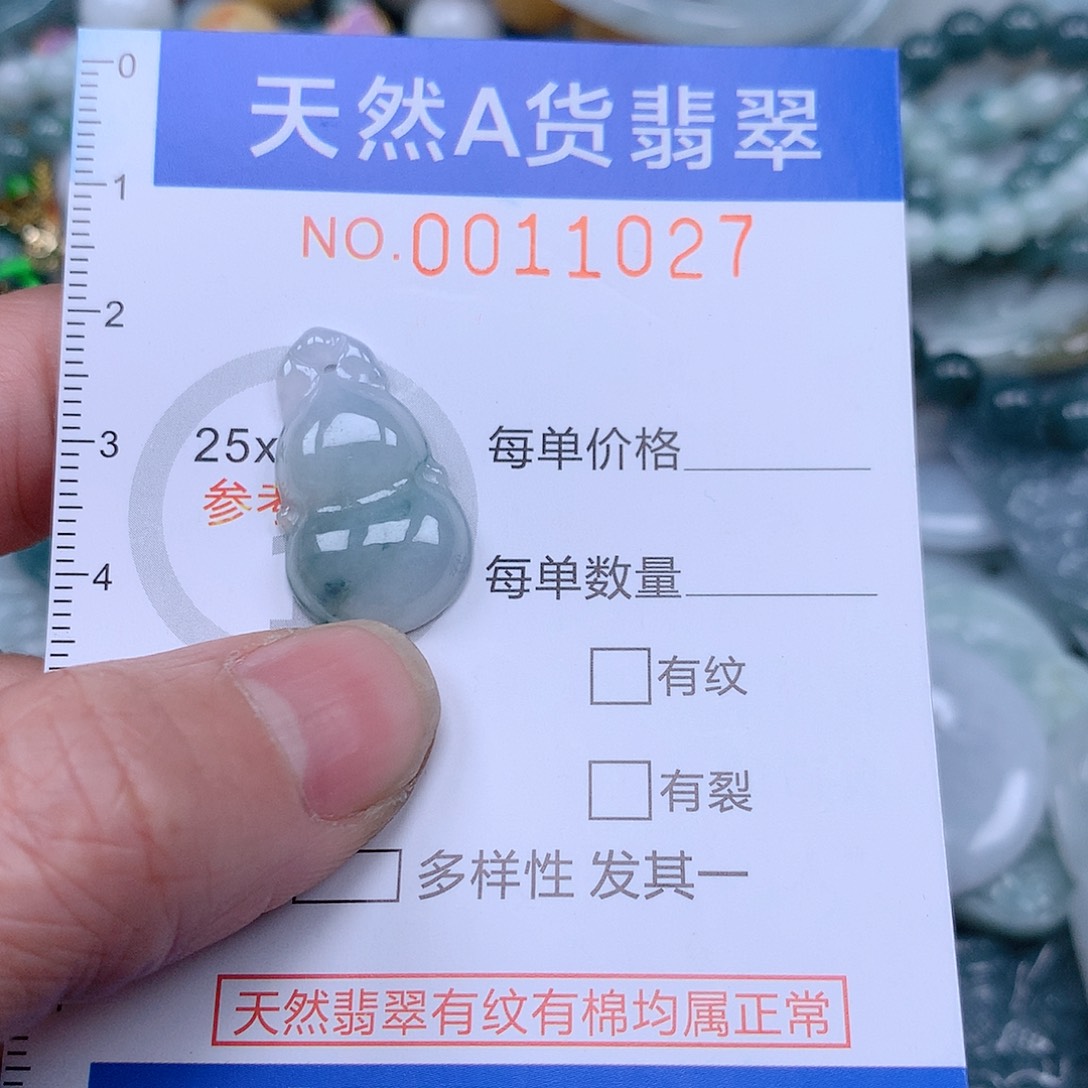 0
天然A货翡翠
1
NO.0011027
2
3
25x
每单价格
参考
4
每单数量
有纹
有裂
多样性 发其一
天然翡翠有纹有棉均属正常